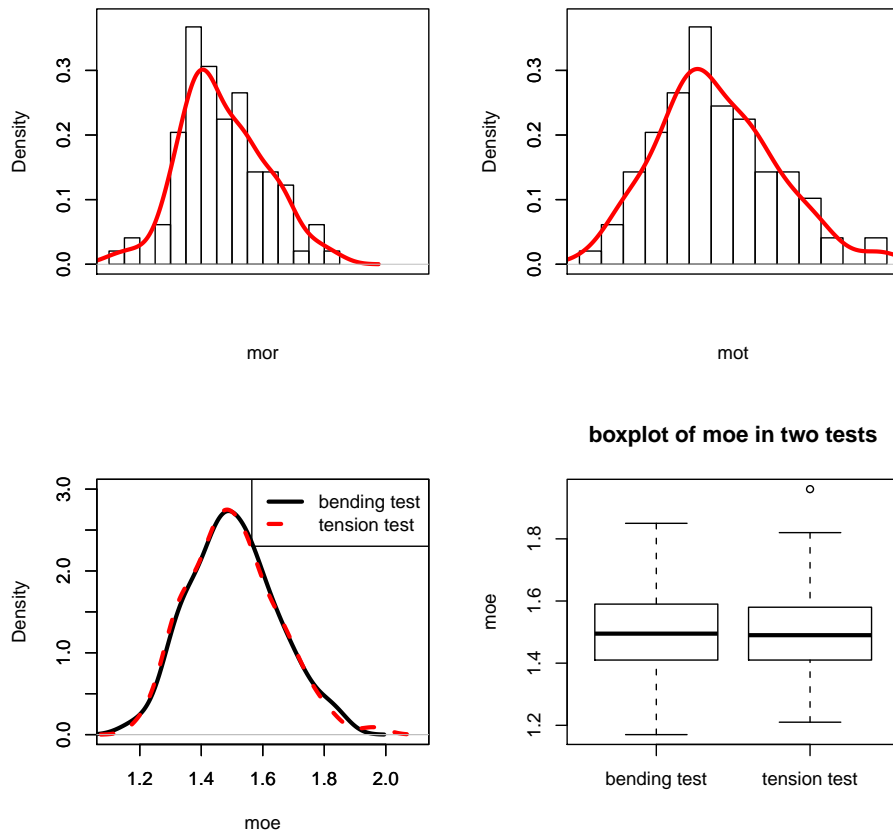 Density
0.0 0.1 0.2 0.3
mor
Density
0.0 0.1 0.2 0.3
mot
Density
0.0 1.0 2.0 3.0
bending test
tension test
1.2 1.4 1.6 1.8 2.0
moe
boxplot of moe in two tests
moe
1.2 1.4 1.6 1.8
bending test tension test